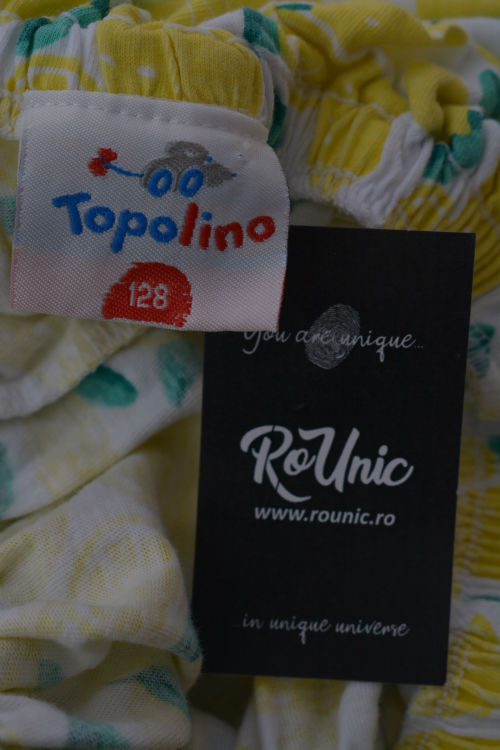 Topolino
128
You are unique...
RoUnic
www.rounic.ro
...in unique universe